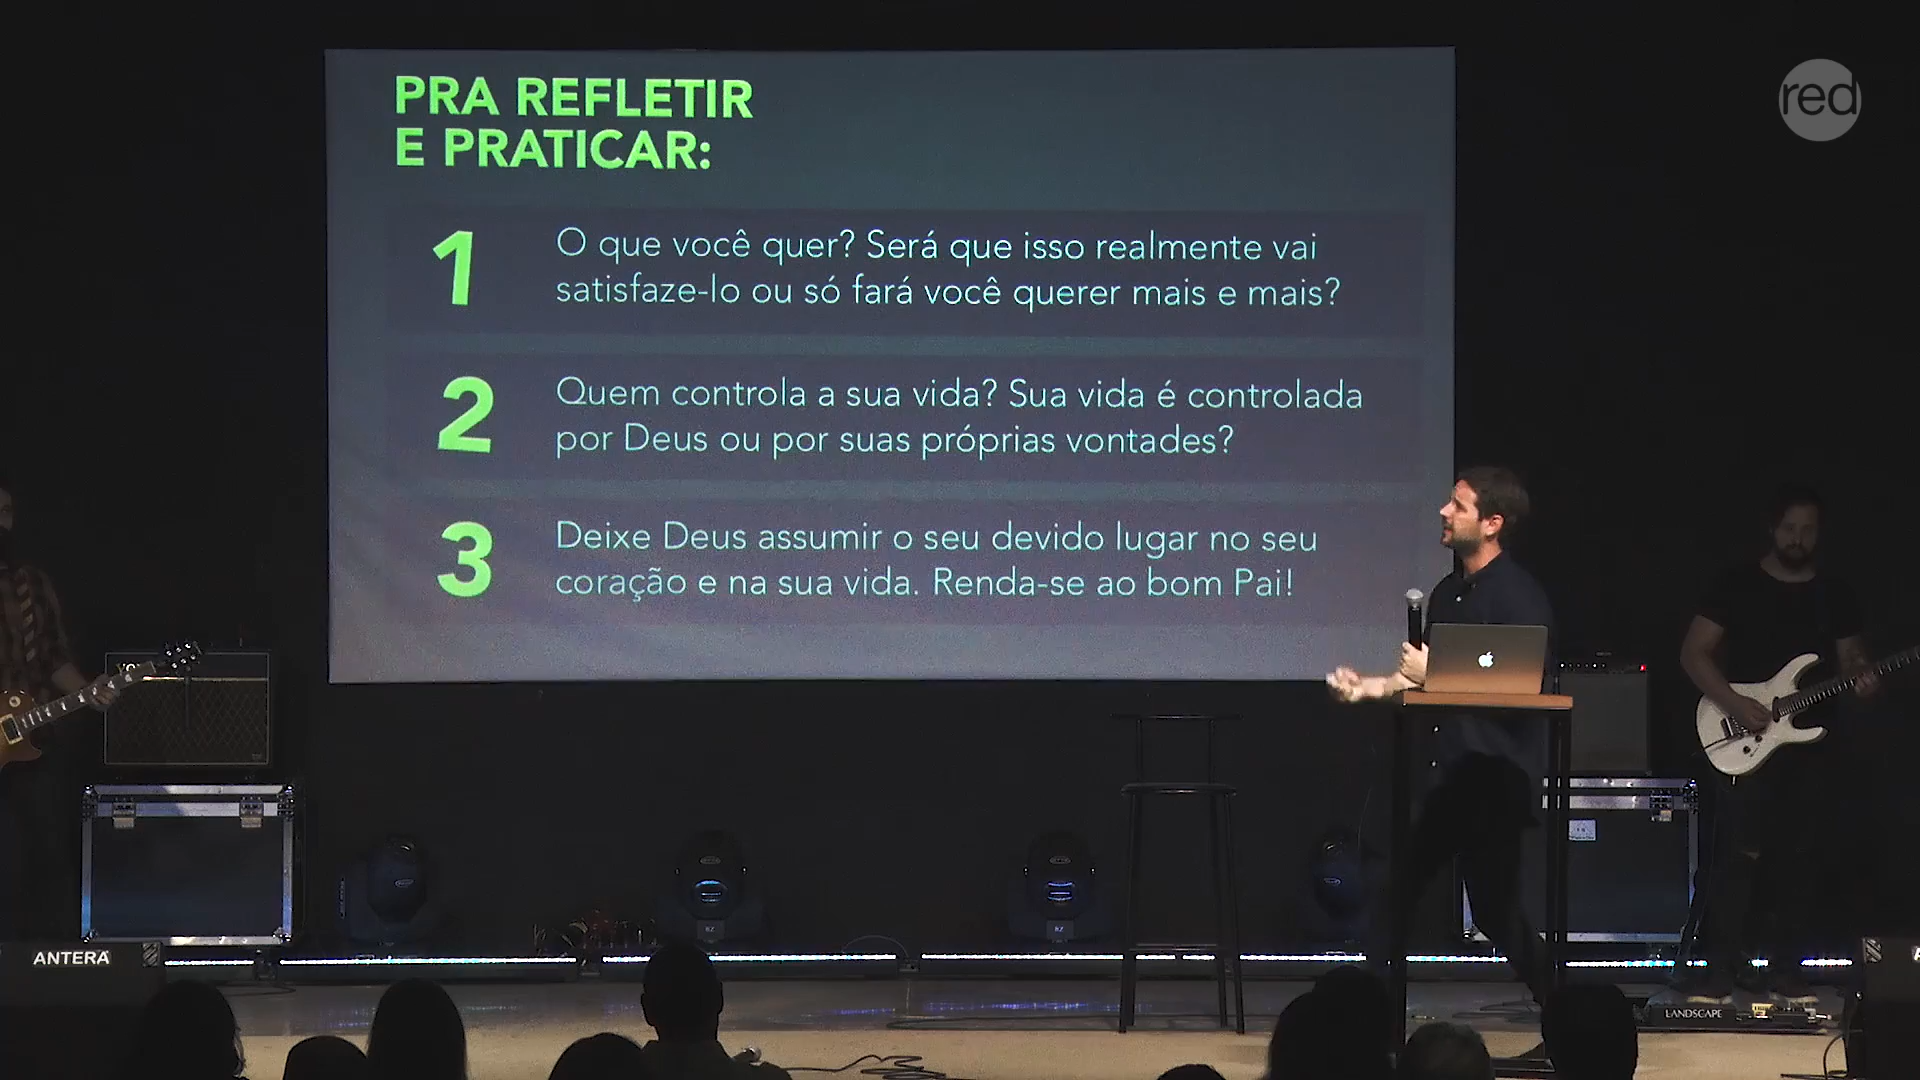 PRA REFLETIR
E PRATICAR:
1
O que você quer? Será que isso realmente vai
satisfaze-lo ou só fará você querer mais e mais?
2
Quem controla a sua vida? Sua vida é controlada
por Deus ou por suas próprias vontades?
3
Deixe Deus assumir o seu devido lugar no seu
coração e na sua vida. Renda-se ao bom Pai!
red
ANTERA
LANDSCAPE